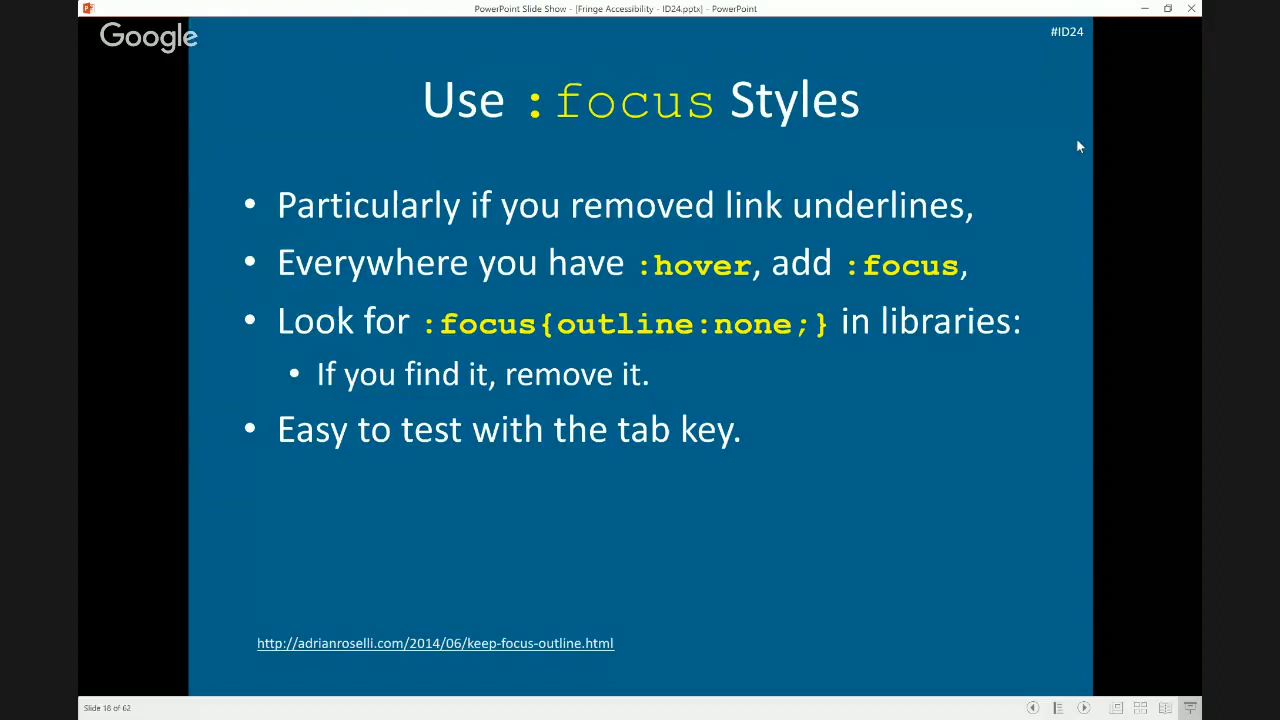 PowerPoint Slide Show - [Fringe Accessibility - ID24.pptx] - PowerPoint
Google
#ID24
Use :focus Styles
• Particularly if you removed link underlines,
• Everywhere you have :hover, add :focus,
• Look for :focus{outline:none;} in libraries:
• If you find it, remove it.
• Easy to test with the tab key.
http://adrianroselli.com/2014/06/keep-focus-outline.html
Slide 18 of 62